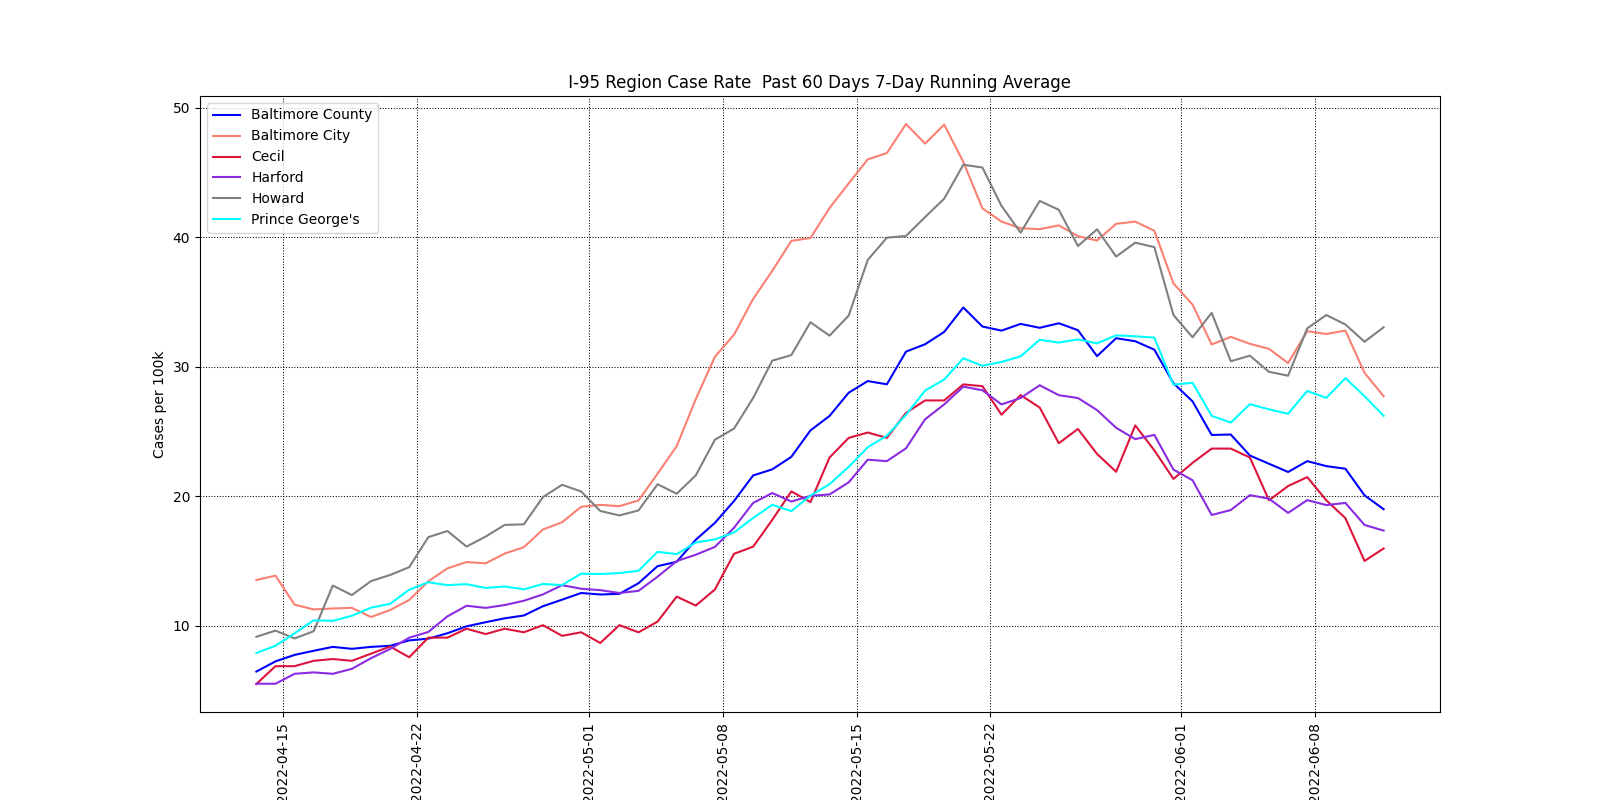 I-95 Region Case Rate  Past 60 Days 7-Day Running Average
Cases per 100k
50
40
30
20
10
Baltimore County
Baltimore City
Cecil
Harford
Howard
Prince George's
2022-04-15
2022-04-22
2022-05-01
2022-05-08
2022-05-15
2022-05-22
2022-06-01
2022-06-08